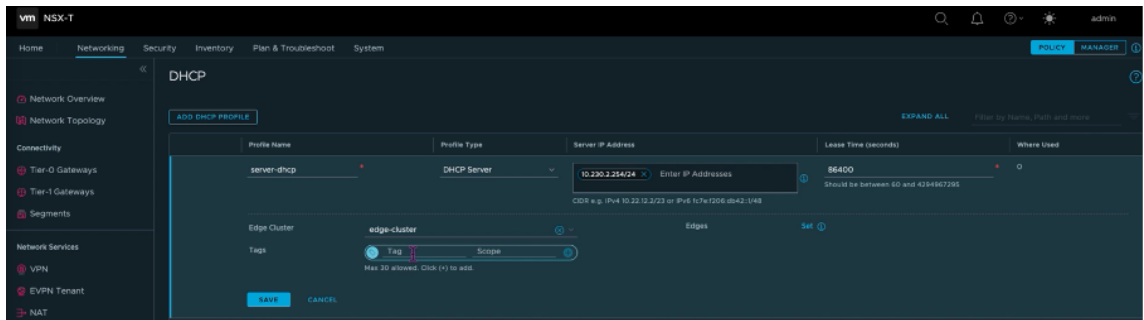 vm NSX-T admin
Home Networking Security Inventory Plan & Troubleshoot System POLICY MANAGER
DHCP
Network Overview
Network Topology
Connectivity
Tier-0 Gateways
Tier-1 Gateways
Segments
Network Services
VPN
EVPN Tenant
NAT
ADD DHCP PROFILE EXPAND ALL Filter by Name, Path and more
Profile Name Profile Type Server IP Address Lease Time (seconds) Where Used
server-dhcp * DHCP Server 10.230.2.254/24 × Enter IP Addresses 86400 * 0
Should be between 60 and 4294967295
CIDR e.g. IPv4 10.22.12.2/23 or IPv6 fc7e:f206:db42::1/48
Edge Cluster edge-cluster Edges Set
Tags Tag Scope
Max 30 allowed. Click (+) to add.
SAVE CANCEL